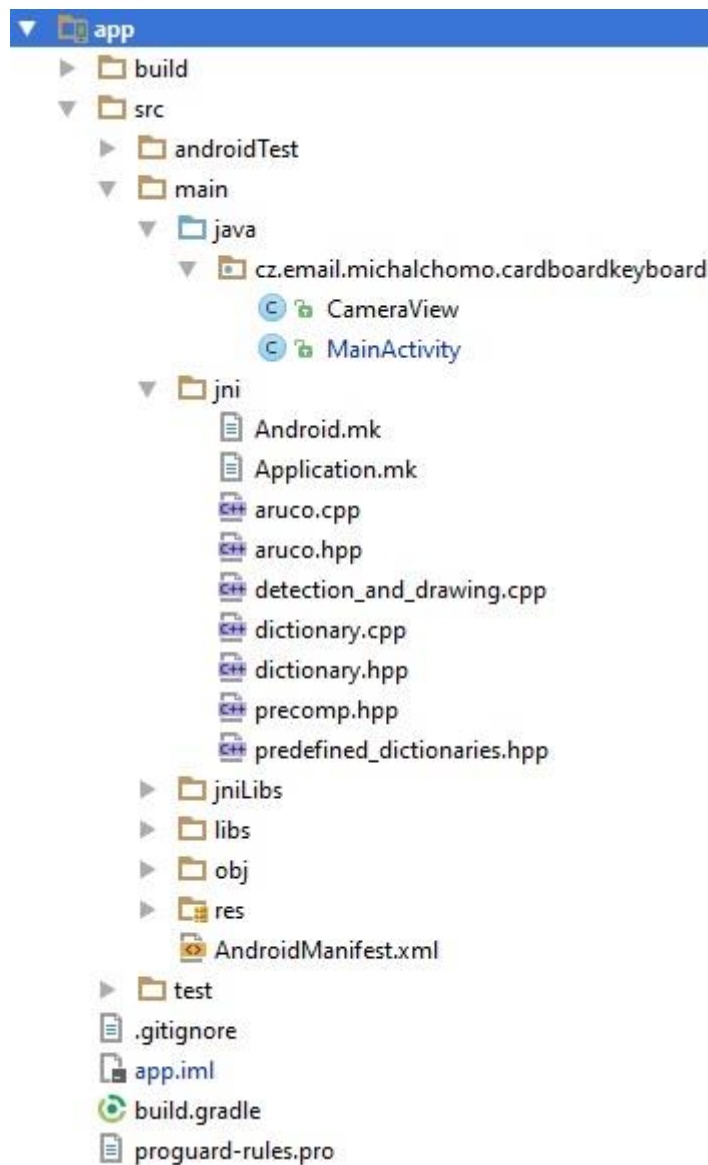 app
build
src
androidTest
main
java
cz.email.michalchomo.cardboardkeyboard
CameraView
MainActivity
jni
Android.mk
Application.mk
aruco.cpp
aruco.hpp
detection_and_drawing.cpp
dictionary.cpp
dictionary.hpp
precomp.hpp
predefined_dictionaries.hpp
jniLibs
libs
obj
res
AndroidManifest.xml
test
.gitignore
app.iml
build.gradle
proguard-rules.pro